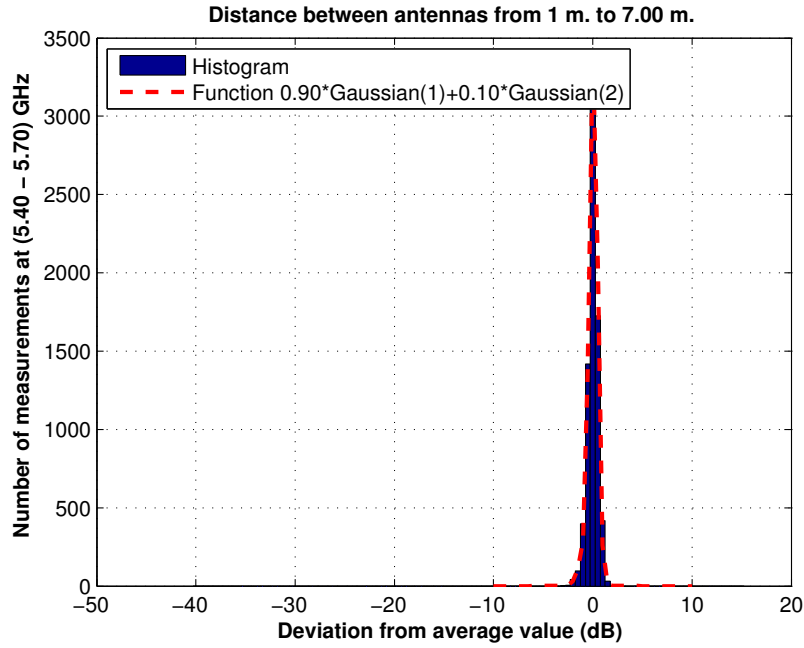 Distance between antennas from 1 m. to 7.00 m.
3500
3000
2500
2000
1500
1000
500
0
Histogram
Function 0.90*Gaussian(1)+0.10*Gaussian(2)
Number of measurements at (5.40 − 5.70) GHz
−50 −40 −30 −20 −10 0 10 20
Deviation from average value (dB)